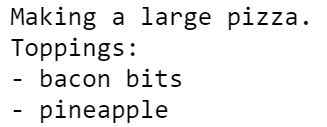 Making a large pizza.
Toppings:
- bacon bits
- pineapple